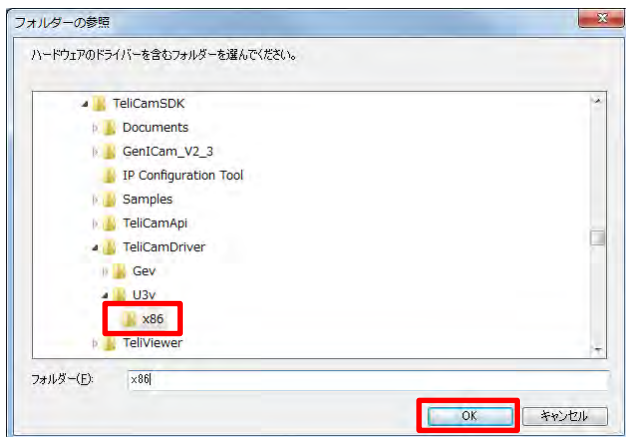 フォルダーの参照
ハードウェアのドライバーを含むフォルダーを選んでください。
TeliCamSDK
Documents
GenICam_V2_3
IP Configuration Tool
Samples
TeliCamApi
TeliCamDriver
Gev
U3v
x86
TeliViewer
フォルダー(F): x86
OK キャンセル